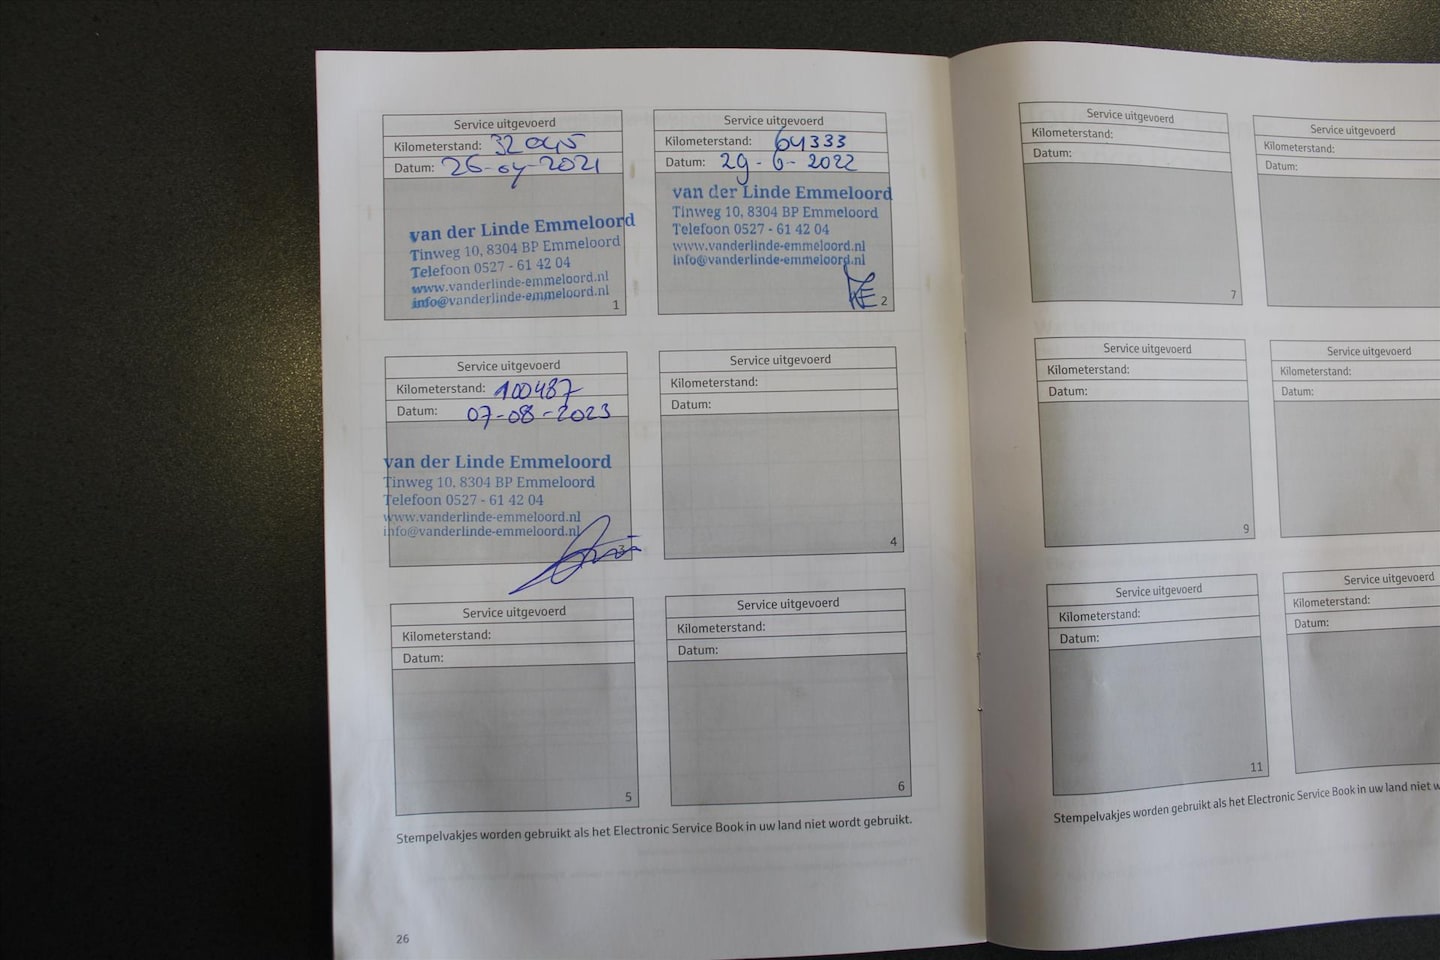 Service uitgevoerd
Kilometerstand: 32045
Datum: 26-04-2021
van der Linde Emmeloord
Tinweg 10, 8304 BP Emmeloord
Telefoon 0527 - 61 42 04
www.vanderlinde-emmeloord.nl
info@vanderlinde-emmeloord.nl
1
Service uitgevoerd
Kilometerstand: 64333
Datum: 29-6-2022
van der Linde Emmeloord
Tinweg 10, 8304 BP Emmeloord
Telefoon 0527 - 61 42 04
www.vanderlinde-emmeloord.nl
info@vanderlinde-emmeloord.nl
2
Service uitgevoerd
Kilometerstand: 100487
Datum: 07-08-2023
van der Linde Emmeloord
Tinweg 10, 8304 BP Emmeloord
Telefoon 0527 - 61 42 04
www.vanderlinde-emmeloord.nl
info@vanderlinde-emmeloord.nl
3
Service uitgevoerd
Kilometerstand:
Datum:
4
Service uitgevoerd
Kilometerstand:
Datum:
5
Service uitgevoerd
Kilometerstand:
Datum:
6
Stempelvakjes worden gebruikt als het Electronic Service Book in uw land niet wordt gebruikt.
26
Service uitgevoerd
Kilometerstand:
Datum:
7
Service uitgevoerd
Kilometerstand:
Datum:
Service uitgevoerd
Kilometerstand:
Datum:
9
Service uitgevoerd
Kilometerstand:
Datum:
Service uitgevoerd
Kilometerstand:
Datum:
11
Service uitgevoerd
Kilometerstand:
Datum:
Stempelvakjes worden gebruikt als het Electronic Service Book in uw land niet